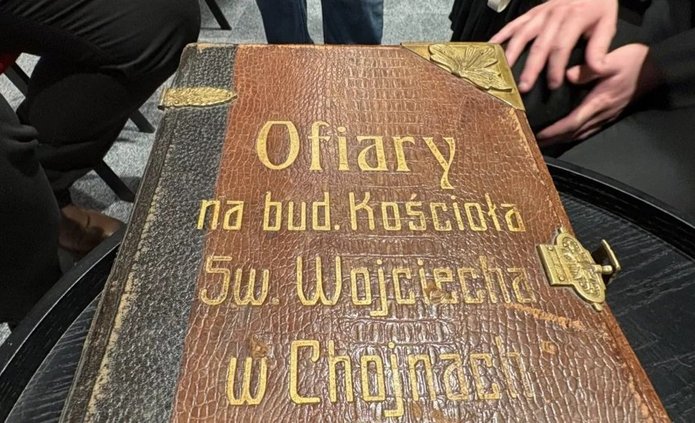 Ofiary
na bud. Kościoła
Św. Wojciecha
w Chojnach